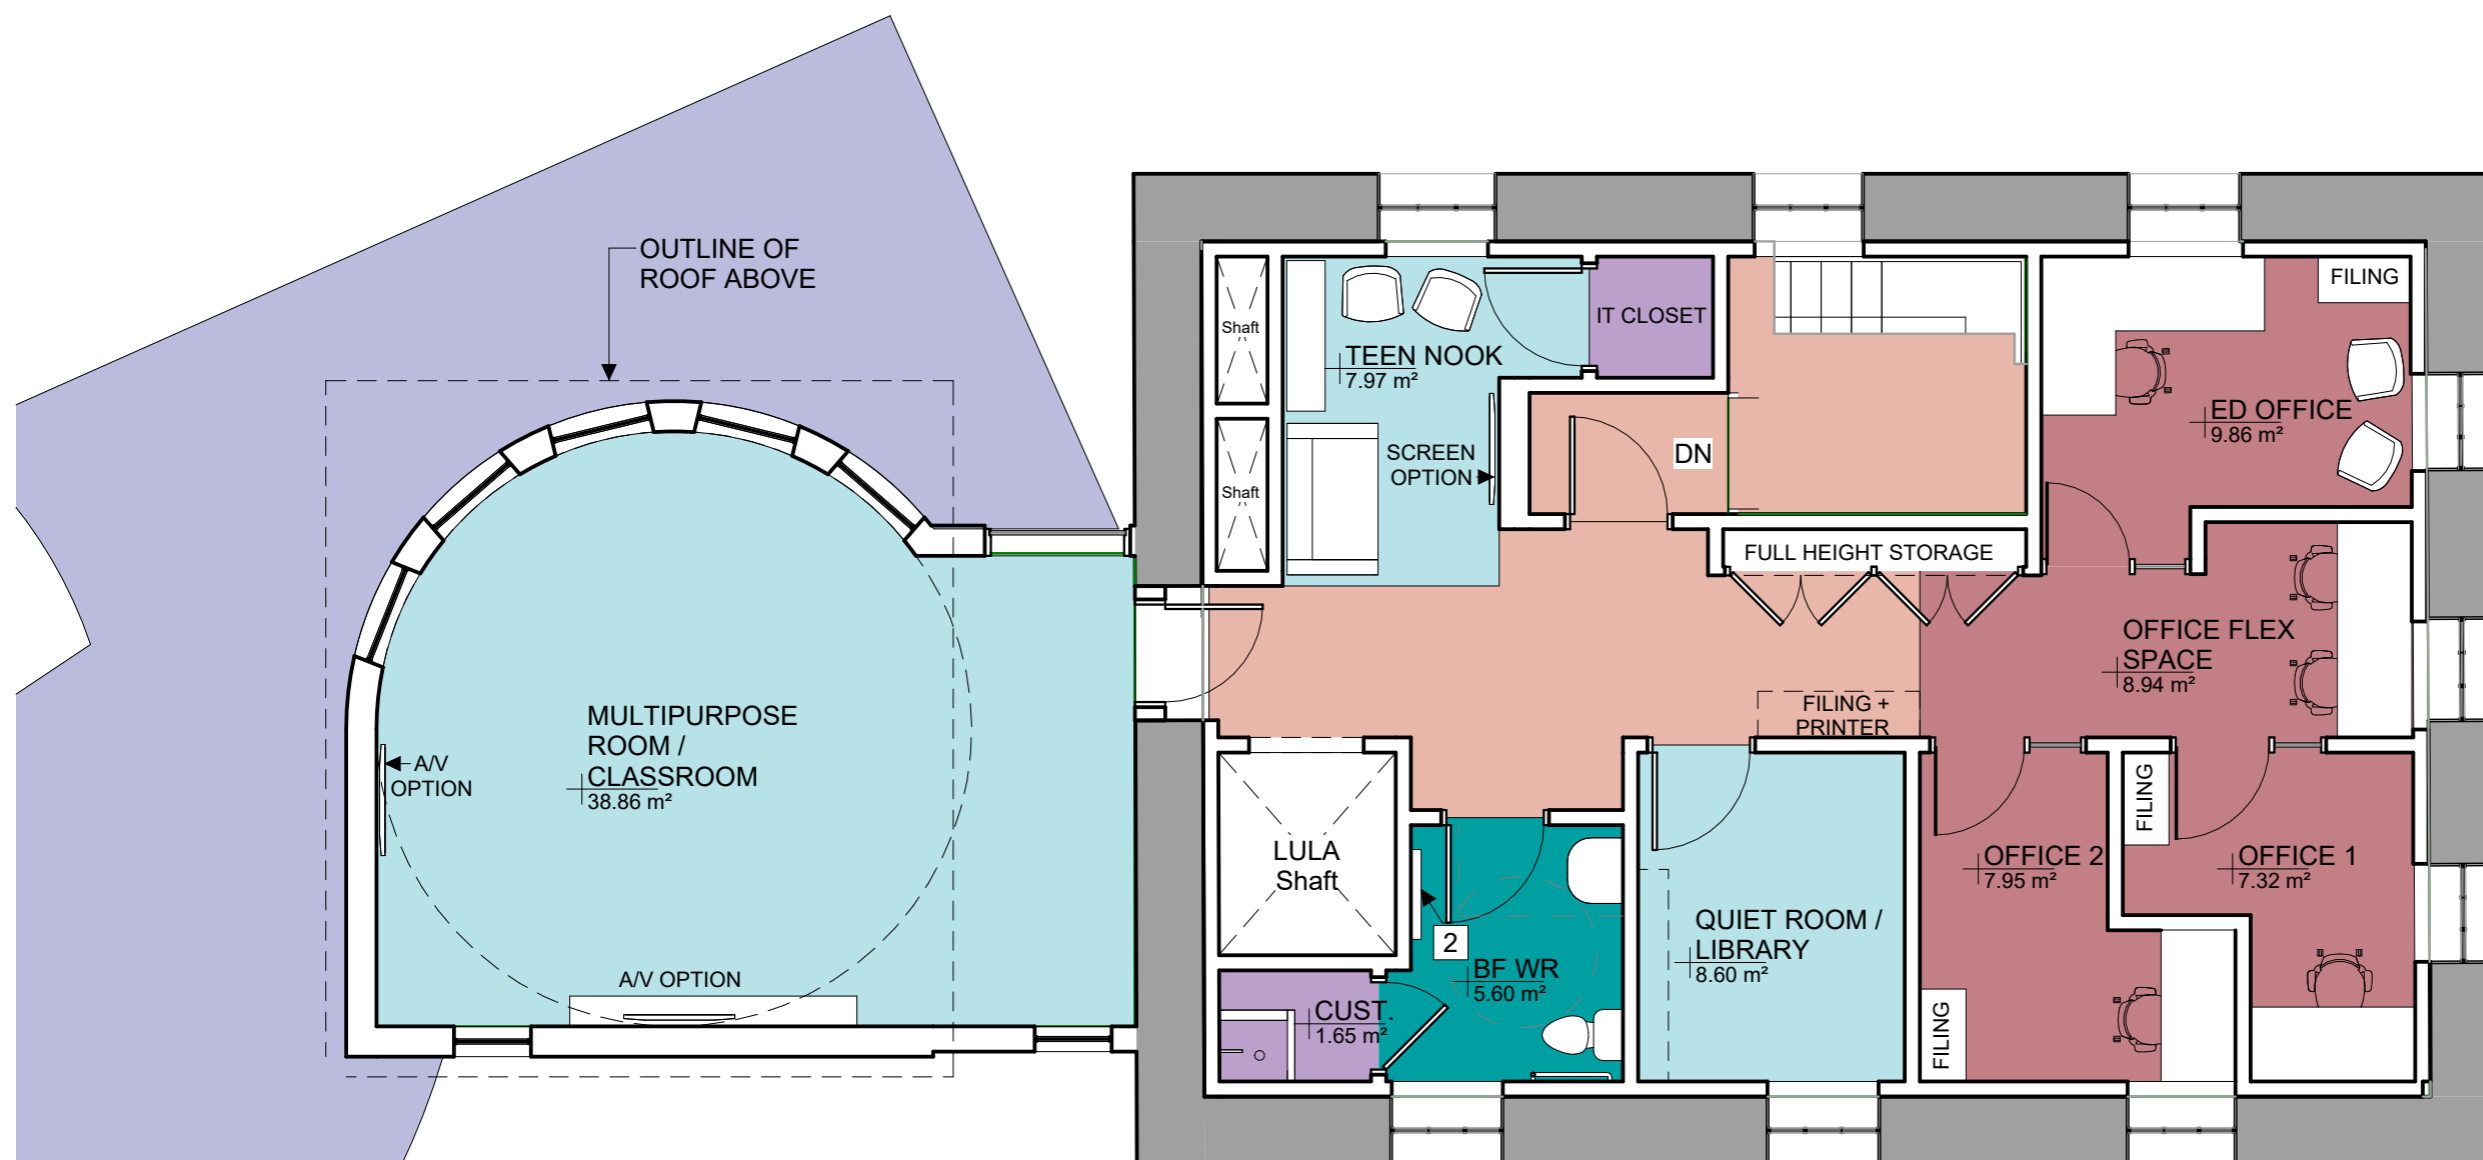 OUTLINE OF
ROOF ABOVE
MULTIPURPOSE
ROOM /
CLASSROOM
38.86 m²
A/V
OPTION
A/V OPTION
Shaft
Shaft
TEEN NOOK
7.97 m²
IT CLOSET
SCREEN
OPTION
DN
FULL HEIGHT STORAGE
FILING
ED OFFICE
9.86 m²
OFFICE FLEX
SPACE
8.94 m²
FILING +
PRINTER
LULA
Shaft
2
BF WR
5.60 m²
CUST.
1.65 m²
QUIET ROOM /
LIBRARY
8.60 m²
OFFICE 2
7.95 m²
FILING
FILING
OFFICE 1
7.32 m²